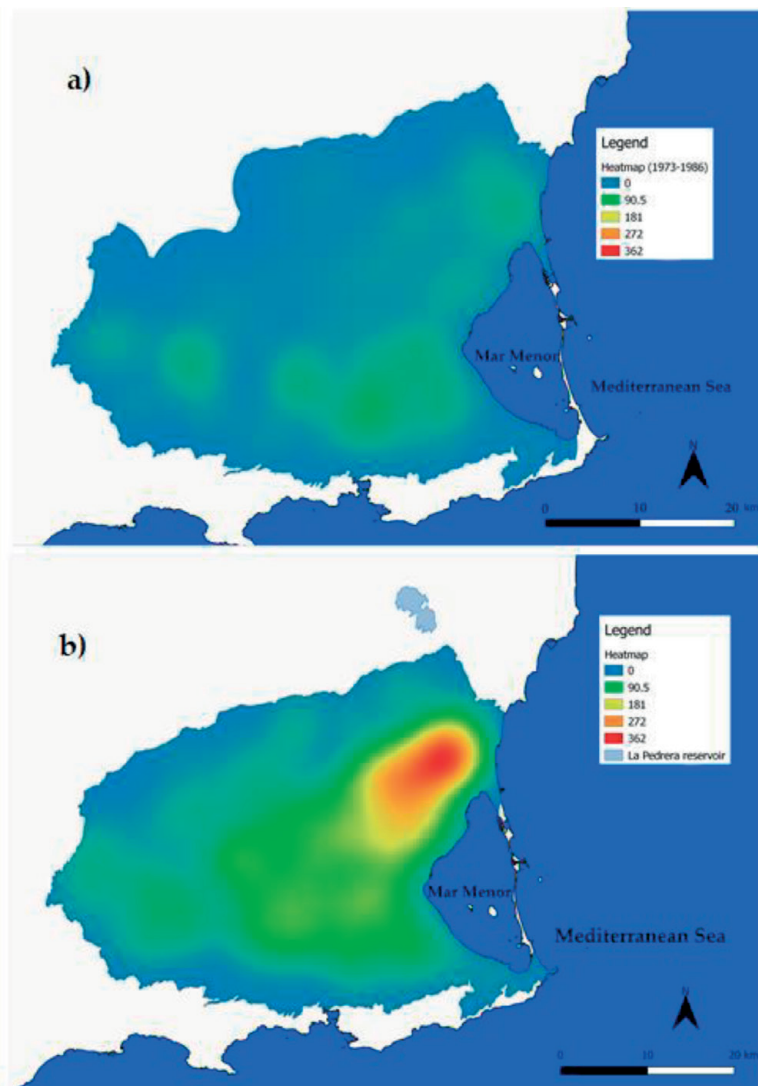 a)
Legend
Heatmap (1973-1986)
0
90.5
181
272
362
Mar Menor
Mediterranean Sea
N
0 10 20 km
b)
Legend
Heatmap
0
90.5
181
272
362
La Pedrera reservoir
Mar Menor
Mediterranean Sea
N
0 10 20 km